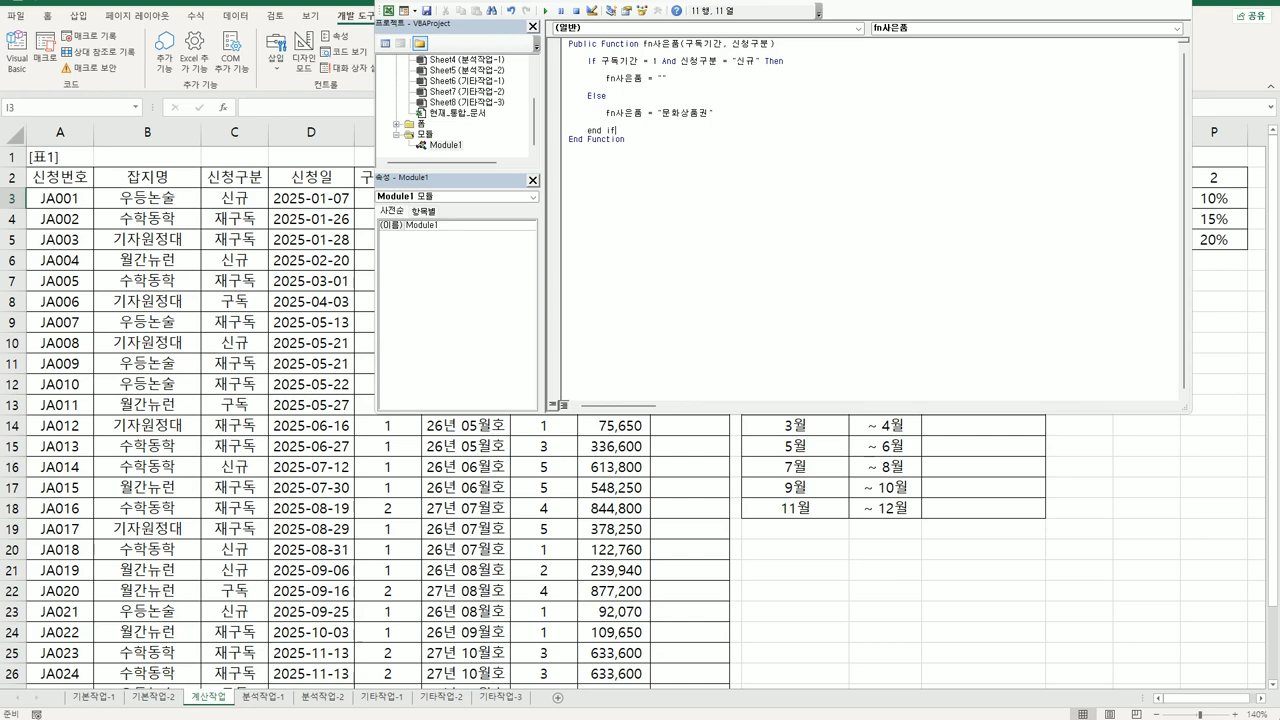 파일 홈 삽입 페이지 레이아웃 수식 데이터 검토 보기 개발 도구
공유
Visual Basic
매크로
매크로 기록
상대 참조로 기록
매크로 보안
추가 기능
Excel 추가 기능
COM 추가 기능
추가 기능
삽입
디자인 모드
속성
코드 보기
대화 상자 실
컨트롤
11 행, 11 열
프로젝트 - VBAProject
Sheet4 (분석작업-1)
Sheet5 (분석작업-2)
Sheet6 (기타작업-1)
Sheet7 (기타작업-2)
Sheet8 (기타작업-3)
현재_통합_문서
폼
모듈
Module1
속성 - Module1
Module1 모듈
사전순 항목별
(이름) Module1
(일반) fn사은품
Public Function fn사은품(구독기간, 신청구분)
If 구독기간 = 1 And 신청구분 = "신규" Then
fn사은품 = ""
Else
fn사은품 = "문화상품권"
end if
End Function
I3
A B C D P
1 [표1]
2 신청번호 잡지명 신청구분 신청일 구 2
3 JA001 우등논술 신규 2025-01-07 10%
4 JA002 수학동학 재구독 2025-01-26 15%
5 JA003 기자원정대 재구독 2025-01-28 20%
6 JA004 월간뉴런 신규 2025-02-20
7 JA005 수학동학 재구독 2025-03-01
8 JA006 기자원정대 구독 2025-04-03
9 JA007 우등논술 재구독 2025-05-13
10 JA008 기자원정대 신규 2025-05-21
11 JA009 우등논술 재구독 2025-05-21
12 JA010 우등논술 재구독 2025-05-22
13 JA011 월간뉴런 구독 2025-05-27
14 JA012 기자원정대 재구독 2025-06-16 1 26년 05월호 1 75,650 3월 ~ 4월
15 JA013 수학동학 재구독 2025-06-27 1 26년 05월호 3 336,600 5월 ~ 6월
16 JA014 수학동학 신규 2025-07-12 1 26년 06월호 5 613,800 7월 ~ 8월
17 JA015 월간뉴런 재구독 2025-07-30 1 26년 06월호 5 548,250 9월 ~ 10월
18 JA016 수학동학 재구독 2025-08-19 2 27년 07월호 4 844,800 11월 ~ 12월
19 JA017 기자원정대 재구독 2025-08-29 1 26년 07월호 5 378,250
20 JA018 수학동학 신규 2025-08-31 1 26년 07월호 1 122,760
21 JA019 월간뉴런 신규 2025-09-06 1 26년 08월호 2 239,940
22 JA020 월간뉴런 구독 2025-09-16 2 27년 08월호 4 877,200
23 JA021 우등논술 신규 2025-09-25 1 26년 08월호 1 92,070
24 JA022 월간뉴런 재구독 2025-10-03 1 26년 09월호 1 109,650
25 JA023 수학동학 재구독 2025-11-13 2 27년 10월호 3 633,600
26 JA024 수학동학 재구독 2025-11-13 2 27년 10월호 3 633,600
기본작업-1 기본작업-2 계산작업 분석작업-1 분석작업-2 기타작업-1 기타작업-2 기타작업-3
준비
140%